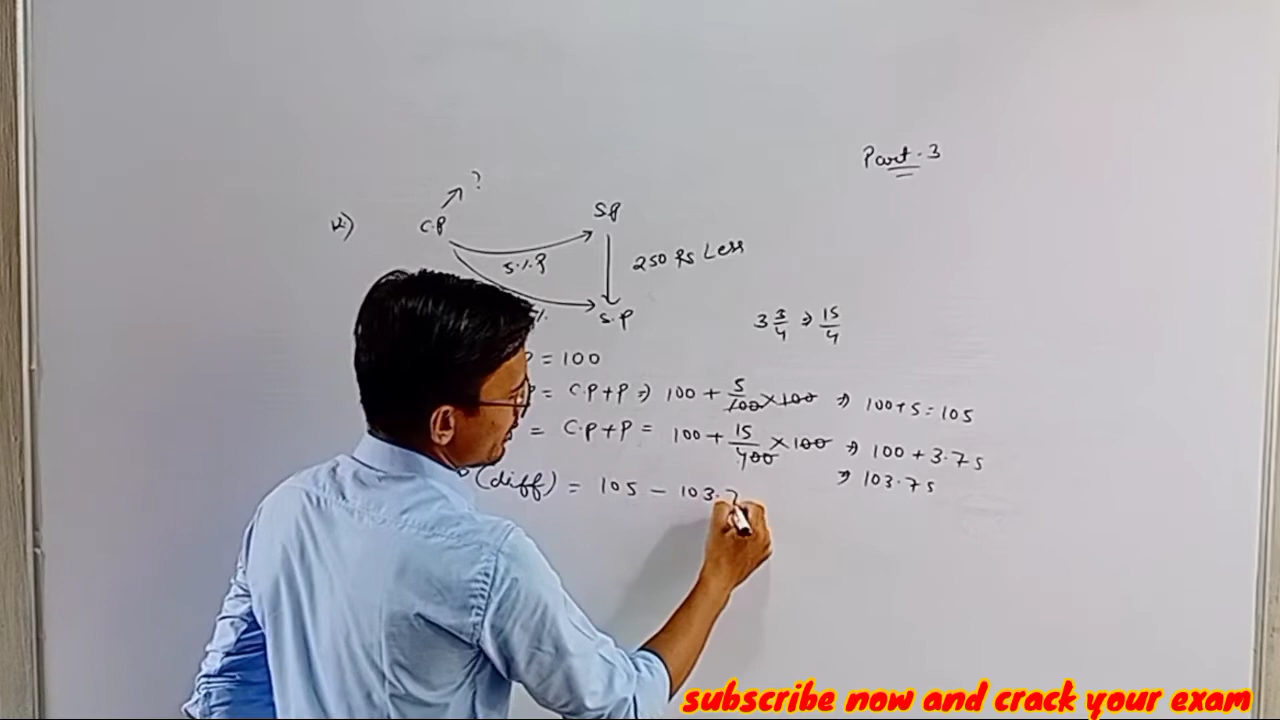 Part-3
?
C.P S.P
5% P 250 Rs Less
% S.P
3 3/4 ⇒ 15/4
= 100
= C.P+P ⇒ 100 + 5/100 × 100 ⇒ 100+5=105
= C.P+P = 100 + 15/400 × 100 ⇒ 100 + 3.75
⇒ 103.75
(diff) = 105 - 103.7
subscribe now and crack your exam